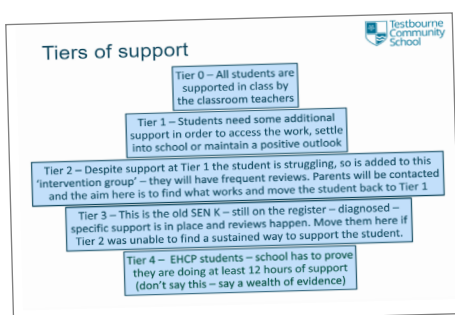 Testbourne
Community
School
Tiers of support
Tier 0 – All students are
supported in class by
the classroom teachers
Tier 1 – Students need some additional
support in order to access the work, settle
into school or maintain a positive outlook
Tier 2 – Despite support at Tier 1 the student is struggling, so is added to this
‘intervention group’ – they will have frequent reviews. Parents will be contacted
and the aim here is to find what works and move the student back to Tier 1
Tier 3 – This is the old SEN K – still on the register – diagnosed –
specific support is in place and reviews happen. Move them here if
Tier 2 was unable to find a sustained way to support the student.
Tier 4 – EHCP students – school has to prove
they are doing at least 12 hours of support
(don’t say this – say a wealth of evidence)